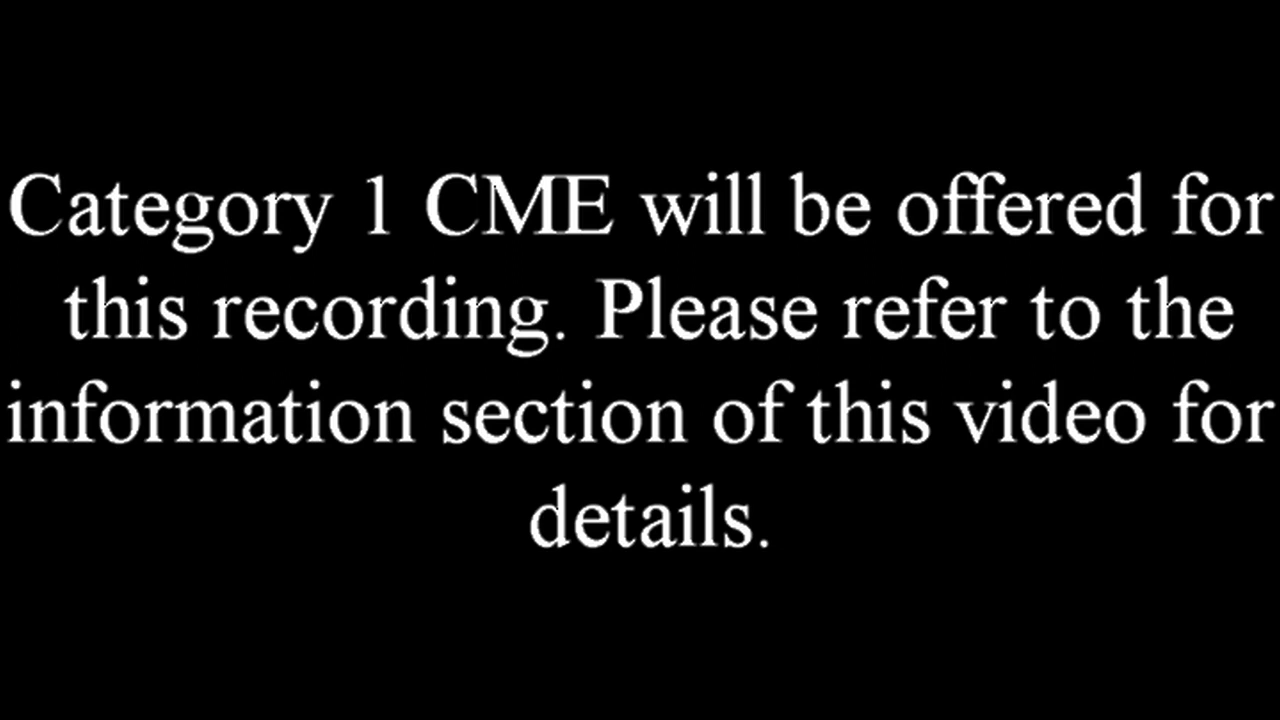 Category 1 CME will be offered for
this recording. Please refer to the
information section of this video for
details.